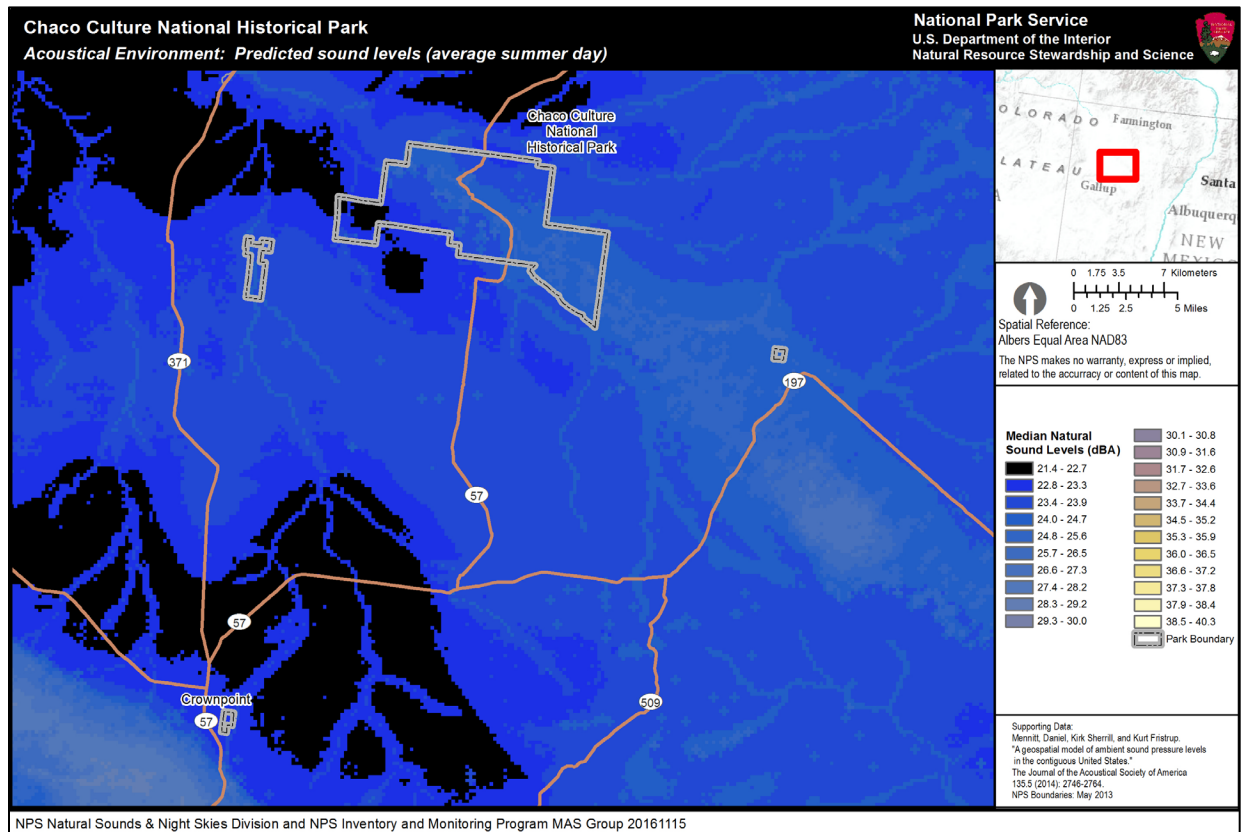 Chaco Culture National Historical Park
Acoustical Environment: Predicted sound levels (average summer day)
National Park Service
U.S. Department of the Interior
Natural Resource Stewardship and Science
Chaco Culture
National
Historical Park
371
197
57
57
509
Crownpoint
57
OLORADO
Farmington
LATEAU
Gallup
Santa
Albuquerq
NEW
MEXIC
0 1.75 3.5 7 Kilometers
0 1.25 2.5 5 Miles
Spatial Reference:
Albers Equal Area NAD83
The NPS makes no warranty, express or implied,
related to the accurracy or content of this map.
Median Natural
Sound Levels (dBA)
21.4 - 22.7
22.8 - 23.3
23.4 - 23.9
24.0 - 24.7
24.8 - 25.6
25.7 - 26.5
26.6 - 27.3
27.4 - 28.2
28.3 - 29.2
29.3 - 30.0
30.1 - 30.8
30.9 - 31.6
31.7 - 32.6
32.7 - 33.6
33.7 - 34.4
34.5 - 35.2
35.3 - 35.9
36.0 - 36.5
36.6 - 37.2
37.3 - 37.8
37.9 - 38.4
38.5 - 40.3
Park Boundary
Supporting Data:
Mennitt, Daniel, Kirk Sherrill, and Kurt Fristrup.
"A geospatial model of ambient sound pressure levels
in the contiguous United States."
The Journal of the Acoustical Society of America
135.5 (2014): 2746-2764.
NPS Boundaries: May 2013
NPS Natural Sounds & Night Skies Division and NPS Inventory and Monitoring Program MAS Group 20161115